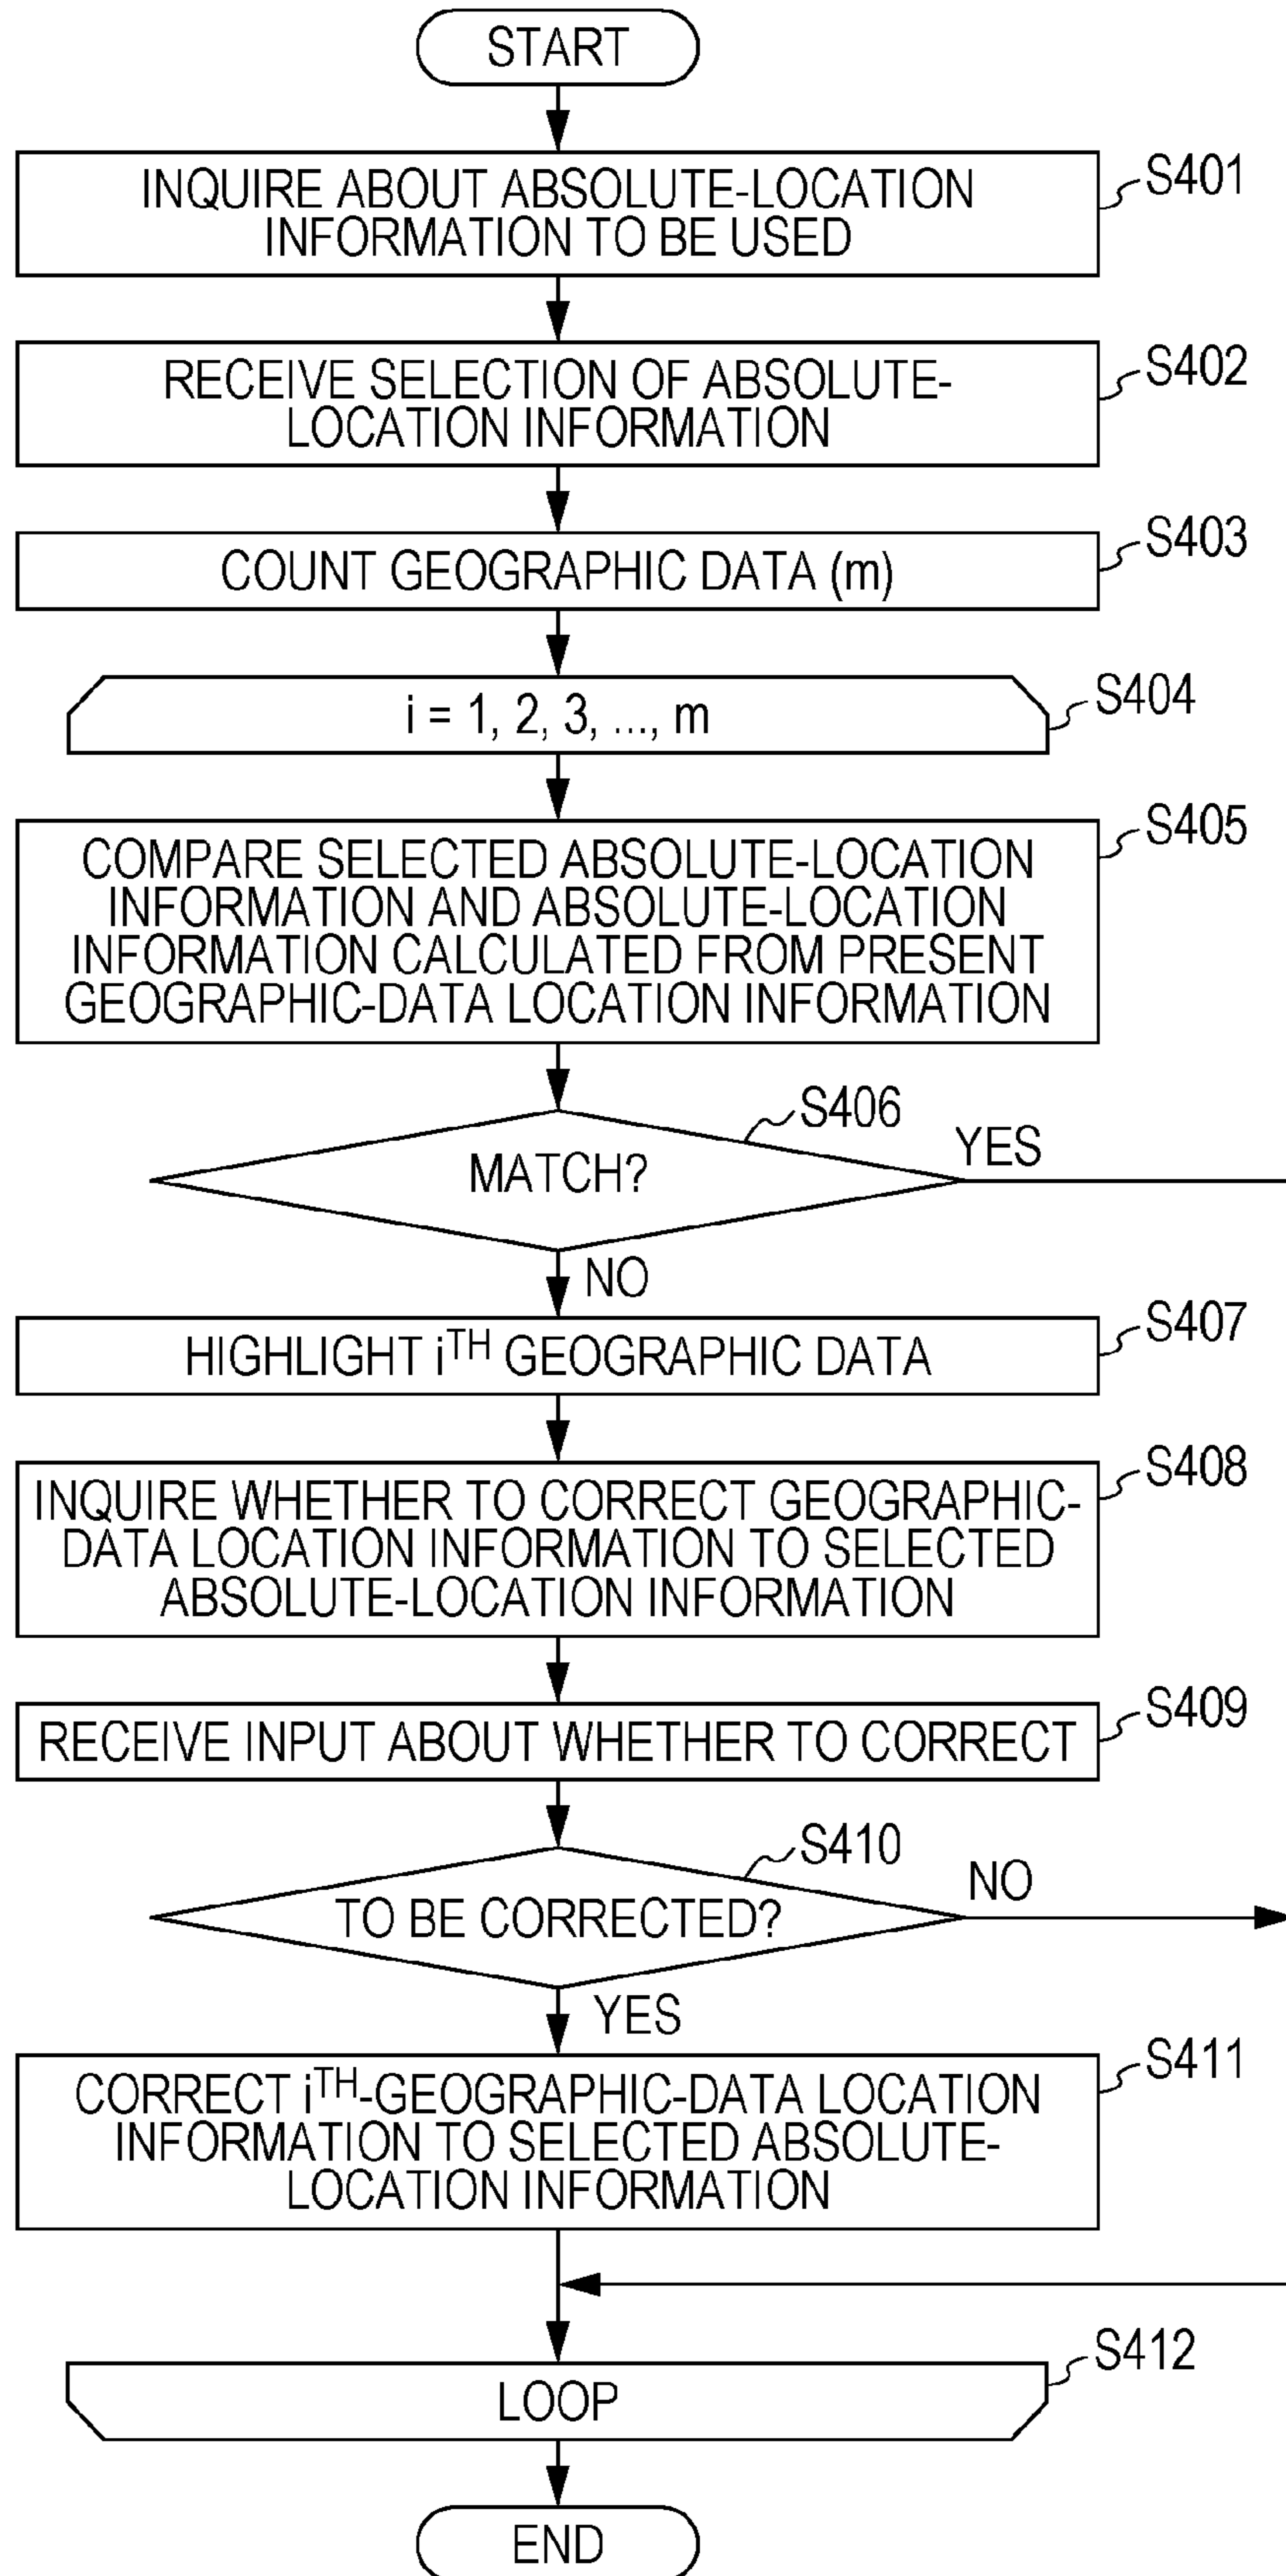 START
INQUIRE ABOUT ABSOLUTE-LOCATION
INFORMATION TO BE USED
S401
RECEIVE SELECTION OF ABSOLUTE-
LOCATION INFORMATION
S402
COUNT GEOGRAPHIC DATA (m)
S403
i = 1, 2, 3, ..., m
S404
COMPARE SELECTED ABSOLUTE-LOCATION
INFORMATION AND ABSOLUTE-LOCATION
INFORMATION CALCULATED FROM PRESENT
GEOGRAPHIC-DATA LOCATION INFORMATION
S405
MATCH?
S406
YES
NO
HIGHLIGHT iTH GEOGRAPHIC DATA
S407
INQUIRE WHETHER TO CORRECT GEOGRAPHIC-
DATA LOCATION INFORMATION TO SELECTED
ABSOLUTE-LOCATION INFORMATION
S408
RECEIVE INPUT ABOUT WHETHER TO CORRECT
S409
TO BE CORRECTED?
S410
NO
YES
CORRECT iTH-GEOGRAPHIC-DATA LOCATION
INFORMATION TO SELECTED ABSOLUTE-
LOCATION INFORMATION
S411
LOOP
S412
END